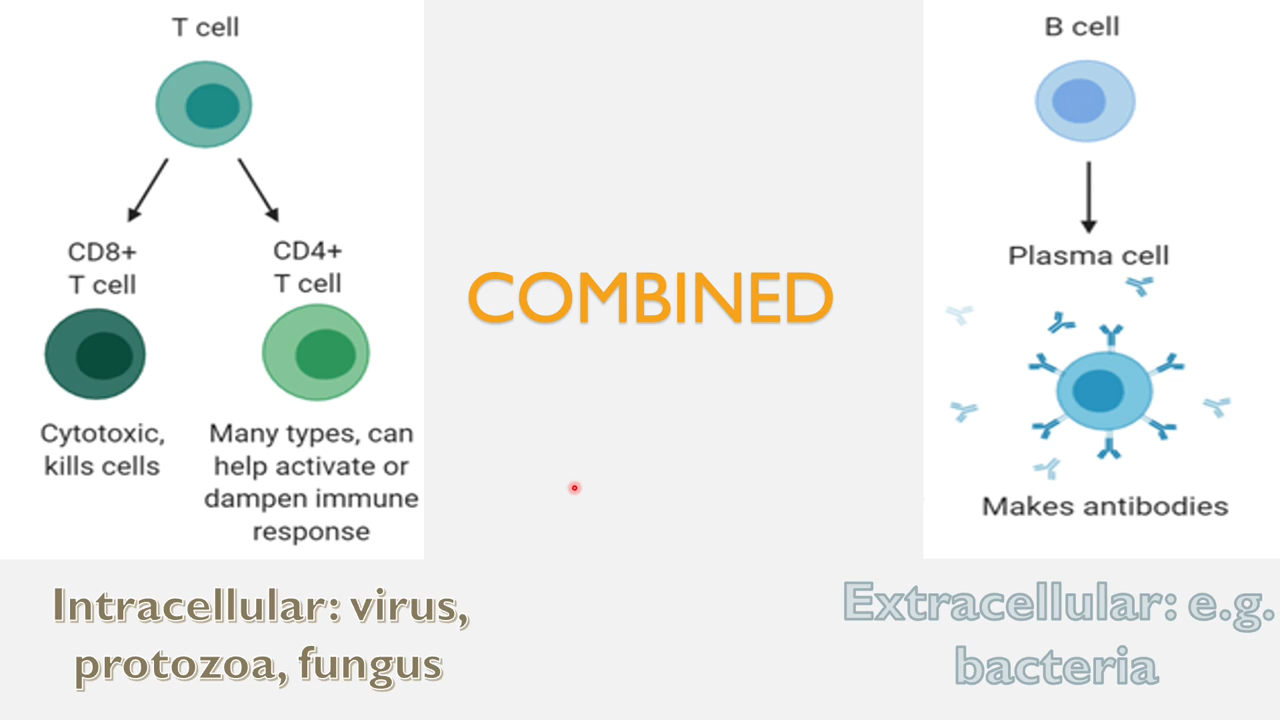 T cell
CD8+
T cell
CD4+
T cell
Cytotoxic,
kills cells
Many types, can
help activate or
dampen immune
response
Intracellular: virus,
protozoa, fungus
COMBINED
B cell
Plasma cell
Makes antibodies
Extracellular: e.g.
bacteria